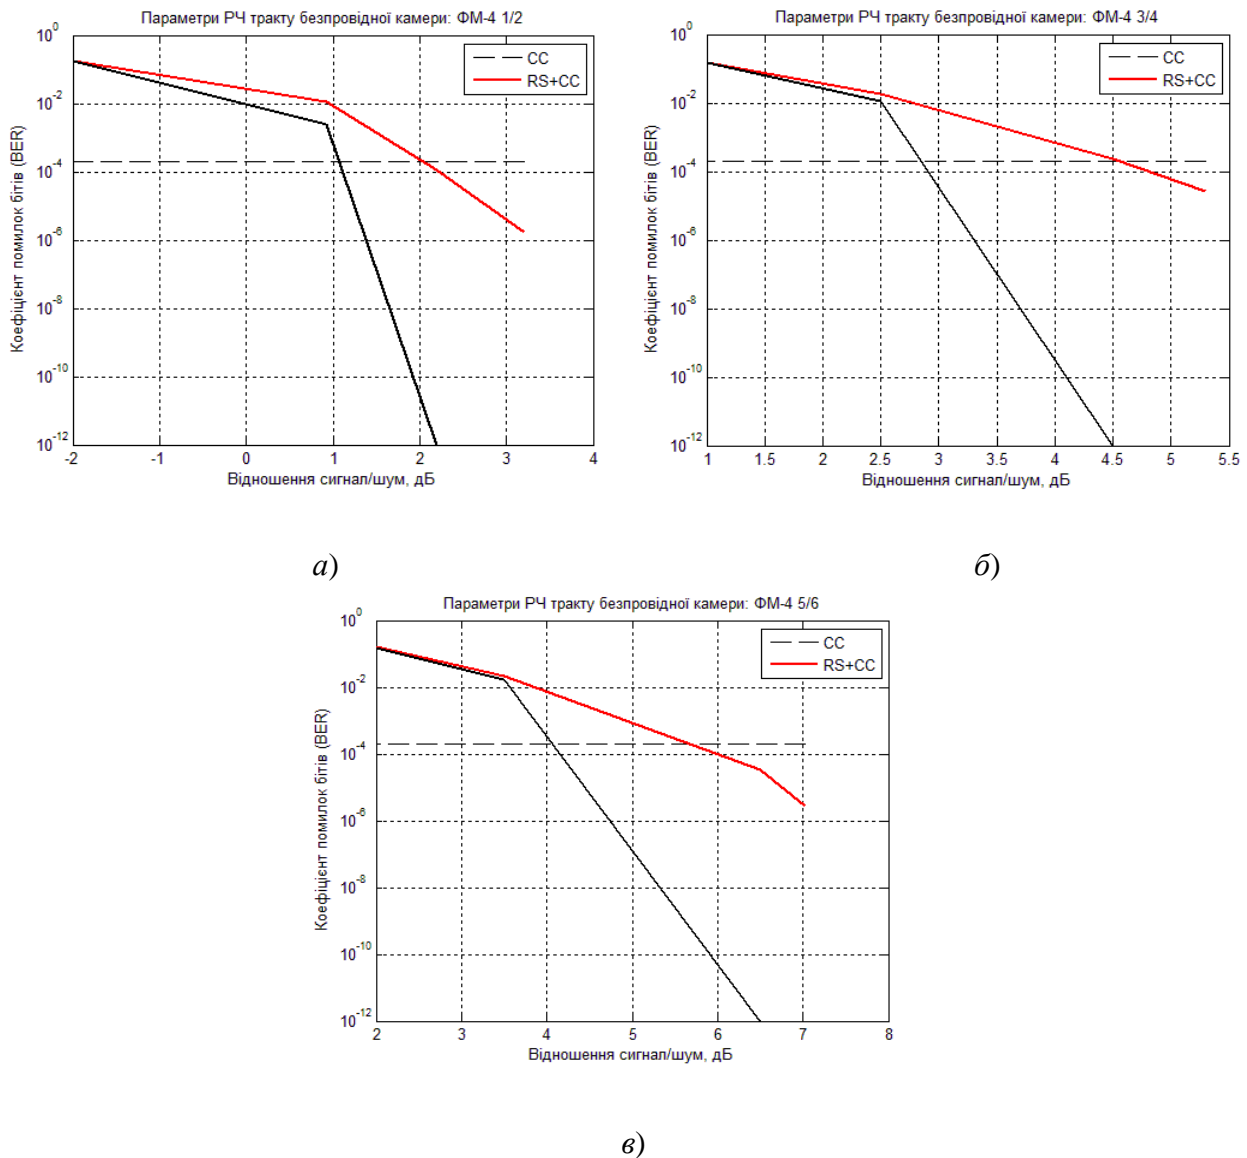 Параметри РЧ тракту безпровідної камери: ФМ-4 1/2
10^0
10^-2
10^-4
10^-6
10^-8
10^-10
10^-12
Коефіцієнт помилок бітів (BER)
CC
RS+CC
-2 -1 0 1 2 3 4
Відношення сигнал/шум, дБ
а)
Параметри РЧ тракту безпровідної камери: ФМ-4 3/4
10^0
10^-2
10^-4
10^-6
10^-8
10^-10
10^-12
Коефіцієнт помилок бітів (BER)
CC
RS+CC
1 1.5 2 2.5 3 3.5 4 4.5 5 5.5
Відношення сигнал/шум, дБ
б)
Параметри РЧ тракту безпровідної камери: ФМ-4 5/6
10^0
10^-2
10^-4
10^-6
10^-8
10^-10
10^-12
Коефіцієнт помилок бітів (BER)
CC
RS+CC
2 3 4 5 6 7 8
Відношення сигнал/шум, дБ
в)